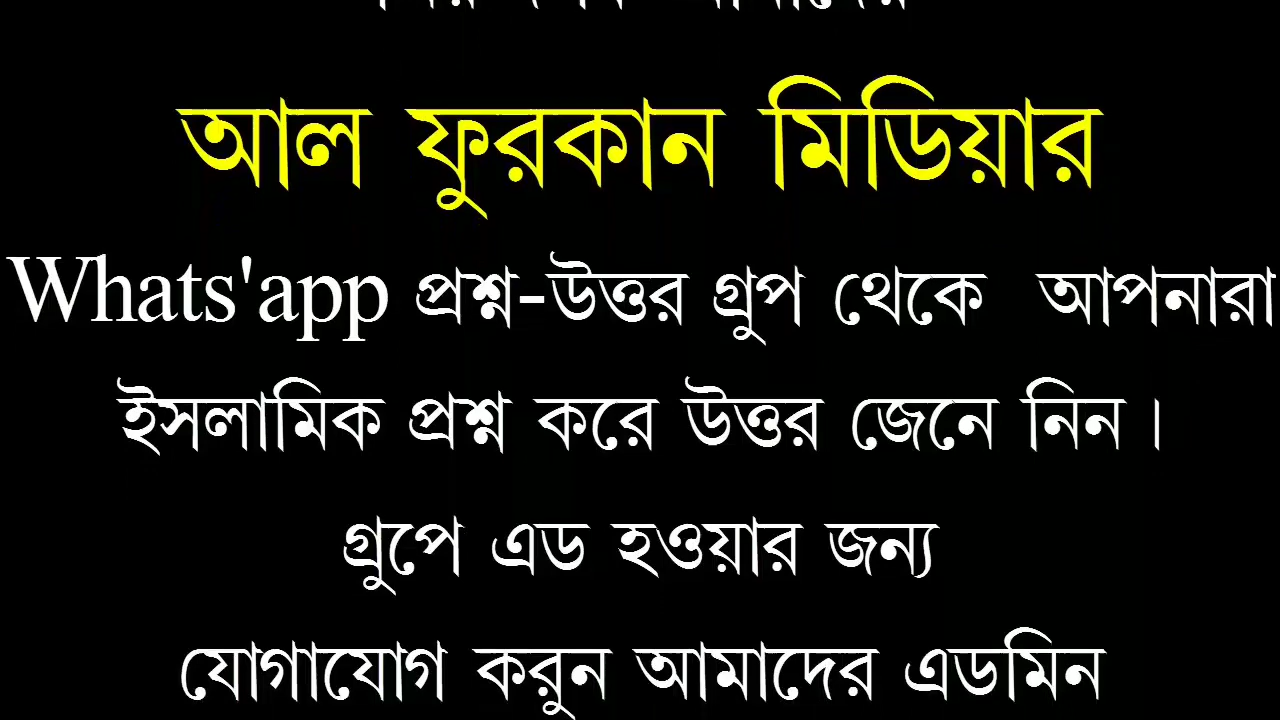 আল ফুরকান মিডিয়ার
Whats'app প্রশ্ন-উত্তর গ্রুপ থেকে আপনারা
ইসলামিক প্রশ্ন করে উত্তর জেনে নিন।
গ্রুপে এড হওয়ার জন্য
যোগাযোগ করুন আমাদের এডমিন